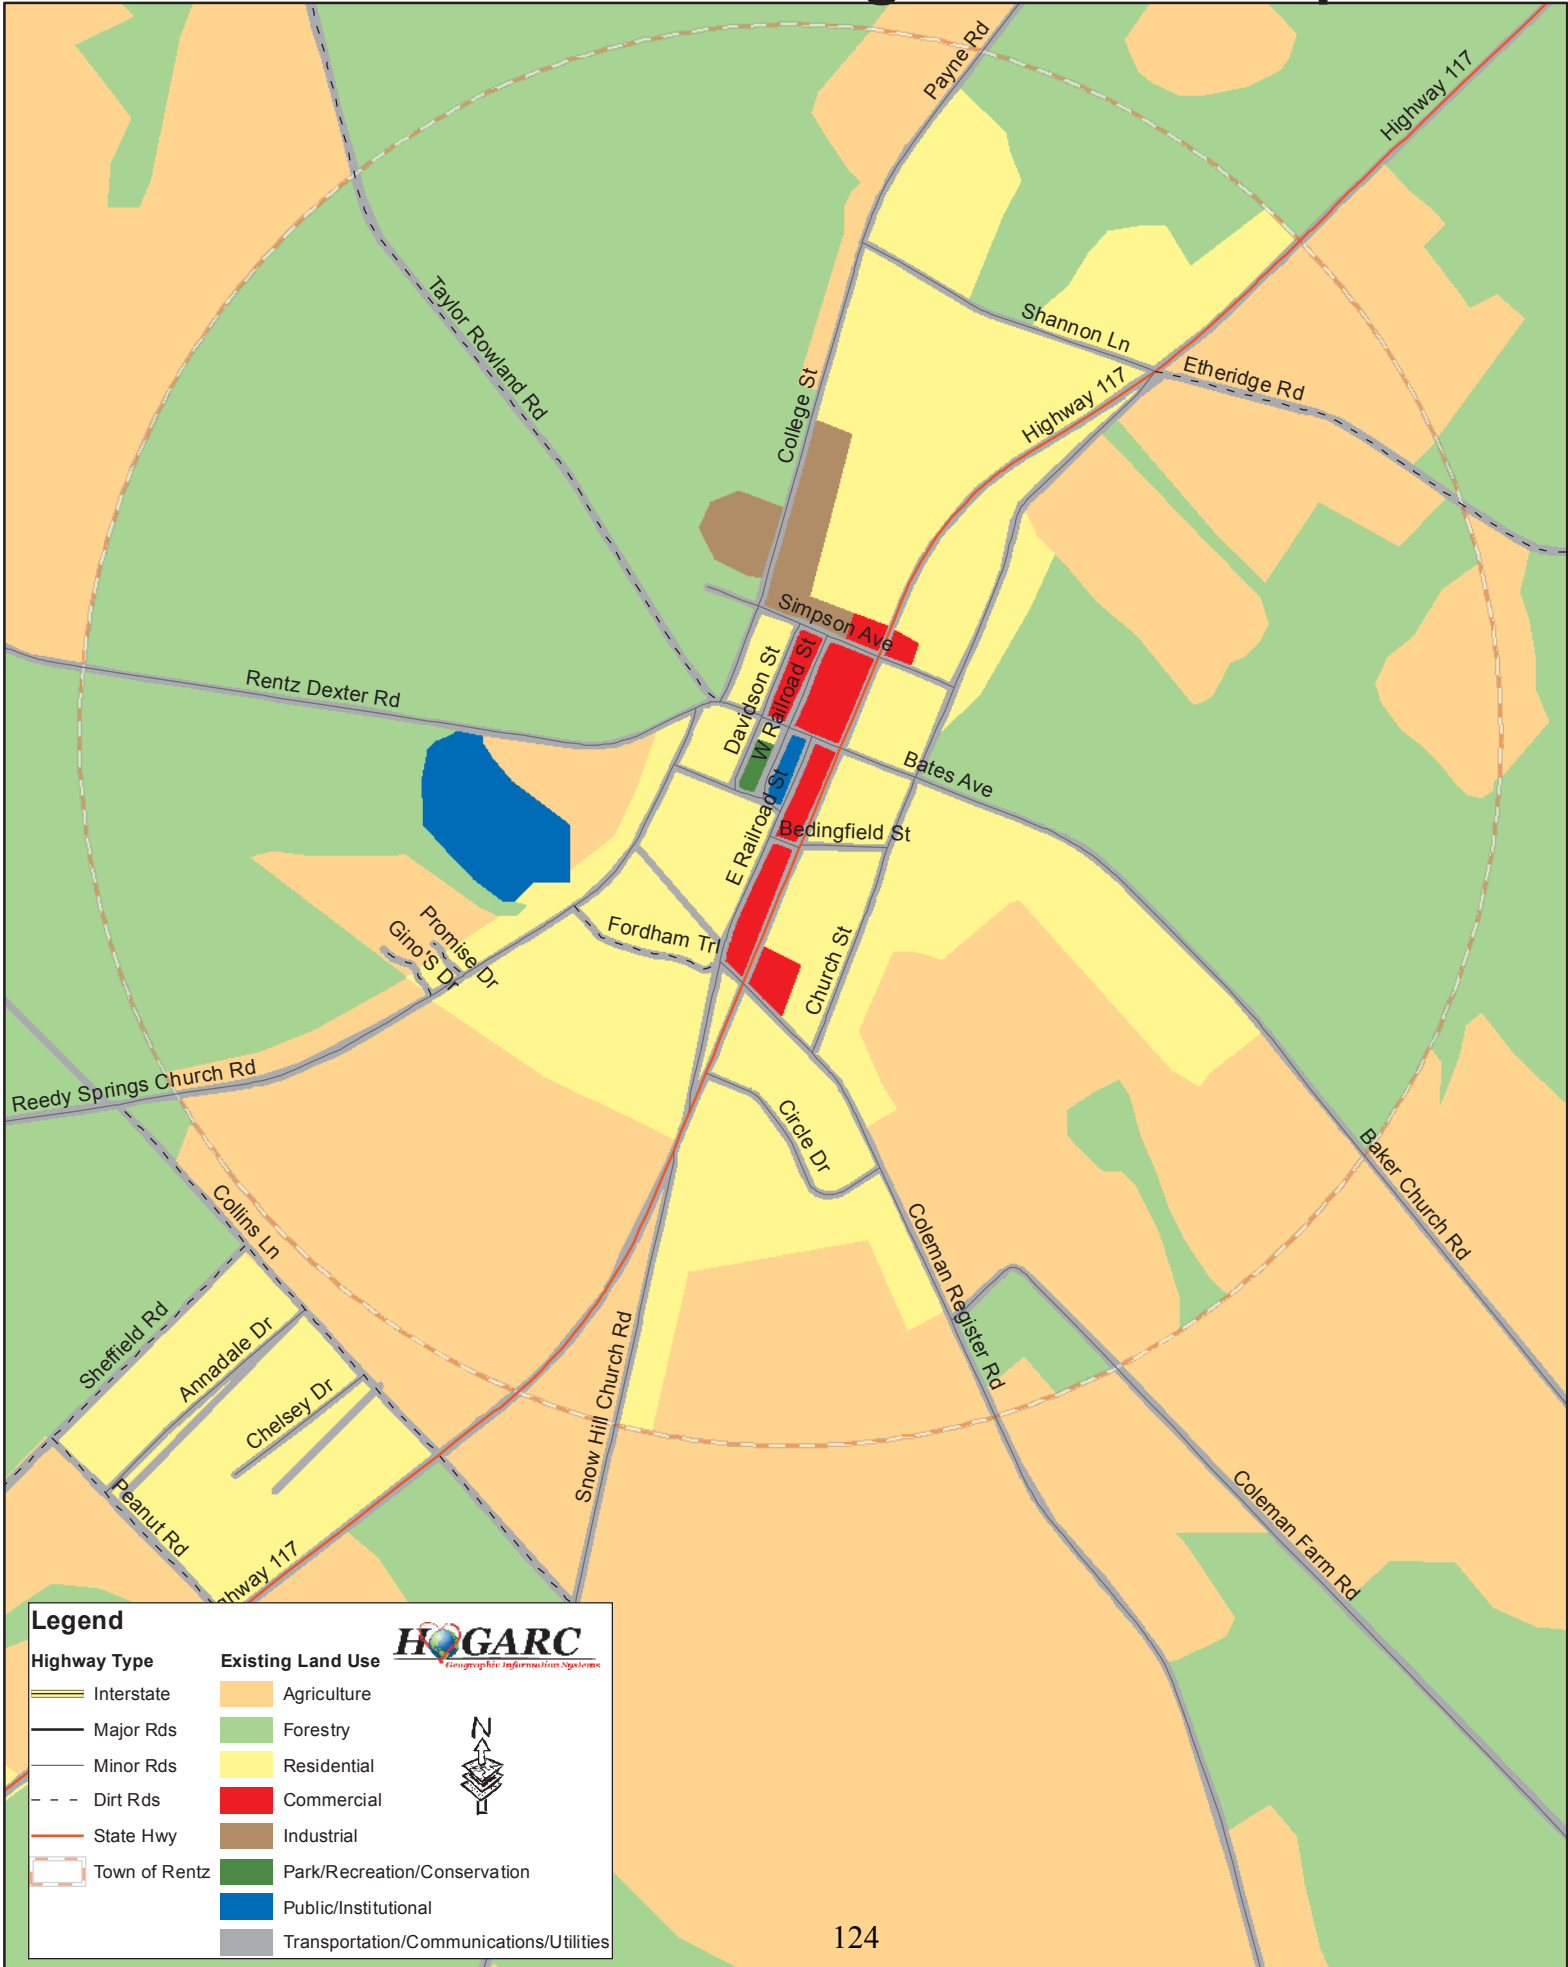 Payne Rd
Highway 117
Taylor Rowland Rd
Shannon Ln
Etheridge Rd
Highway 117
College St
Simpson Ave
Rentz Dexter Rd
Davidson St
W Railroad St
Bates Ave
E Railroad St
Bedingfield St
Fordham Trl
Promise Dr
Gino'S Dr
Church St
Reedy Springs Church Rd
Circle Dr
Baker Church Rd
Collins Ln
Coleman Register Rd
Sheffield Rd
Annadale Dr
Chelsey Dr
Snow Hill Church Rd
Peanut Rd
Coleman Farm Rd
ghway 117
Legend
HOGARC
Geographic Information Systems
Highway Type
Existing Land Use
Interstate
Agriculture
Major Rds
Forestry
Minor Rds
Residential
Dirt Rds
Commercial
State Hwy
Industrial
Town of Rentz
Park/Recreation/Conservation
Public/Institutional
Transportation/Communications/Utilities
N
124